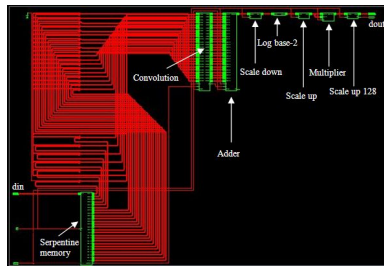 dout
Log base-2
Convolution
Scale down
Multiplier
Scale up
Scale up 128
Adder
din
Serpentine
memory